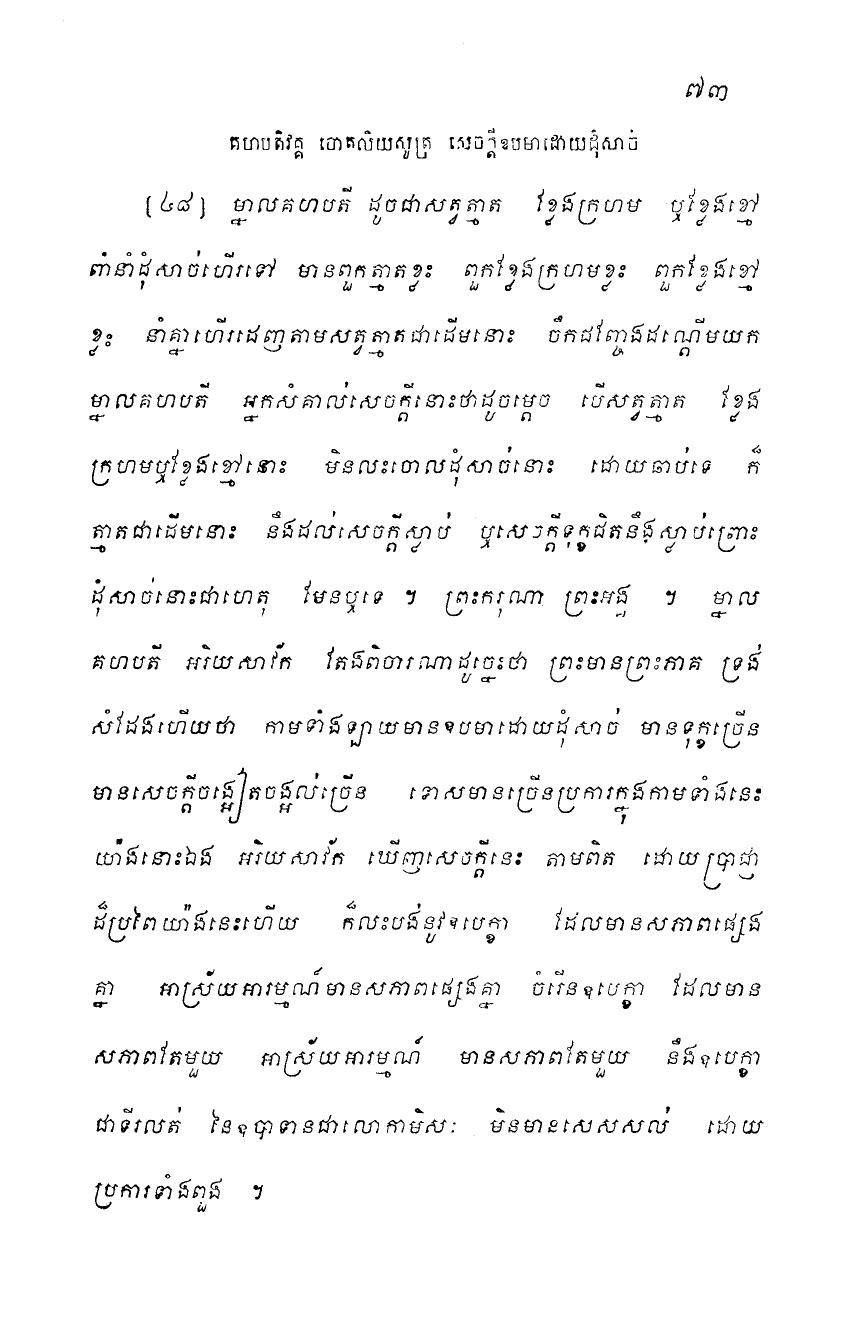 ៧៣
គហបតិវគ្គ បោតលិយសូត្រ សេចក្តីឧបមាដោយដុំសាច់
[៤៨] ម្នាលគហបតី ដូចជាសត្វត្មាត ខ្លែងក្រហម ឬខ្លែងខ្មៅ
ពាំនាំដុំសាច់ហើរទៅ មានពួកត្មាតខ្លះ ពួកខ្លែងក្រហមខ្លះ ពួកខ្លែងខ្មៅ
ខ្លះ នាំគ្នាហើរដេញតាមសត្វត្មាតជាដើមនោះ ចឹកដវញ្ចាំងដណ្តើមយក
ម្នាលគហបតី អ្នកសំគាល់សេចក្តីនោះថាដូចម្តេច បើសត្វត្មាត ខ្លែង
ក្រហមឬខ្លែងខ្មៅនោះ មិនលះចោលដុំសាច់នោះ ដោយឆាប់ទេ ក៏
ត្មាតជាដើមនោះ នឹងដល់សេចក្តីស្លាប់ ឬសេចក្តីទុក្ខជិតនឹងស្លាប់ព្រោះ
ដុំសាច់នោះជាហេតុ មែនឬទេ ។ ព្រះករុណា ព្រះអង្គ ។ ម្នាល
គហបតី អរិយសាវ័ក តែងពិចារណាដូច្នេះថា ព្រះមានព្រះភាគ ទ្រង់
សំដែងហើយថា កាមទាំងឡាយមានឧបមាដោយដុំសាច់ មានទុក្ខច្រើន
មានសេចក្តីចង្អៀតចង្អល់ច្រើន ទោសមានច្រើនប្រការក្នុងកាមទាំងនេះ
យ៉ាងនោះឯង អរិយសាវ័ក ឃើញសេចក្តីនេះ តាមពិត ដោយប្រាជ្ញា
ដ៏ប្រពៃយ៉ាងនេះហើយ ក៏លះបង់នូវឧបេក្ខា ដែលមានសភាពផ្សេង
គ្នា អាស្រ័យអារម្មណ៍មានសភាពផ្សេងគ្នា ចំរើនឧបេក្ខា ដែលមាន
សភាពតែមួយ អាស្រ័យអារម្មណ៍ មានសភាពតែមួយ នឹងឧបេក្ខា
ជាទីរលត់ នៃឧបាទានជាលោកាមិសៈ មិនមានសេសសល់ ដោយ
ប្រការទាំងពួង ។